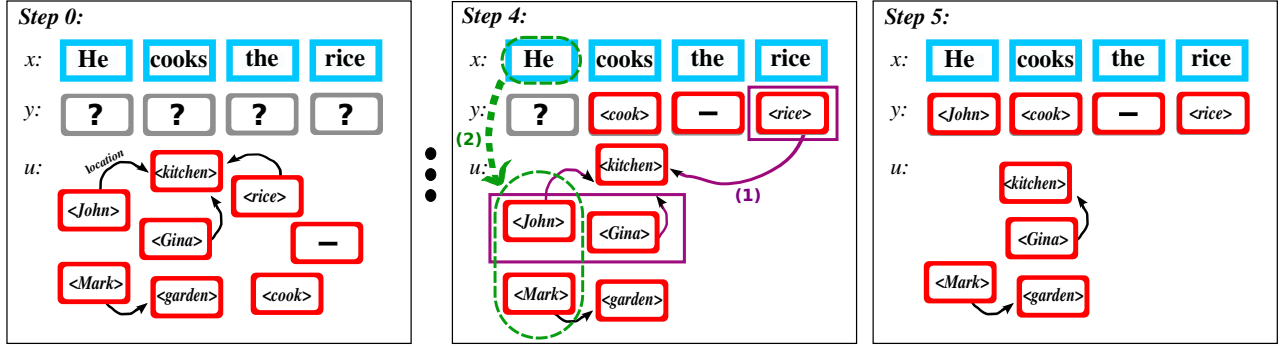 Step 0:
x: He cooks the rice
y: ? ? ? ?
u: location <kitchen>
<John> <rice>
<Gina> –
<Mark> <garden> <cook>
Step 4:
x: He cooks the rice
y: ? <cook> – <rice>
(2)
u: <kitchen>
(1)
<John> <Gina>
<Mark> <garden>
Step 5:
x: He cooks the rice
y: <John> <cook> – <rice>
u: <kitchen>
<Gina>
<Mark> <garden>